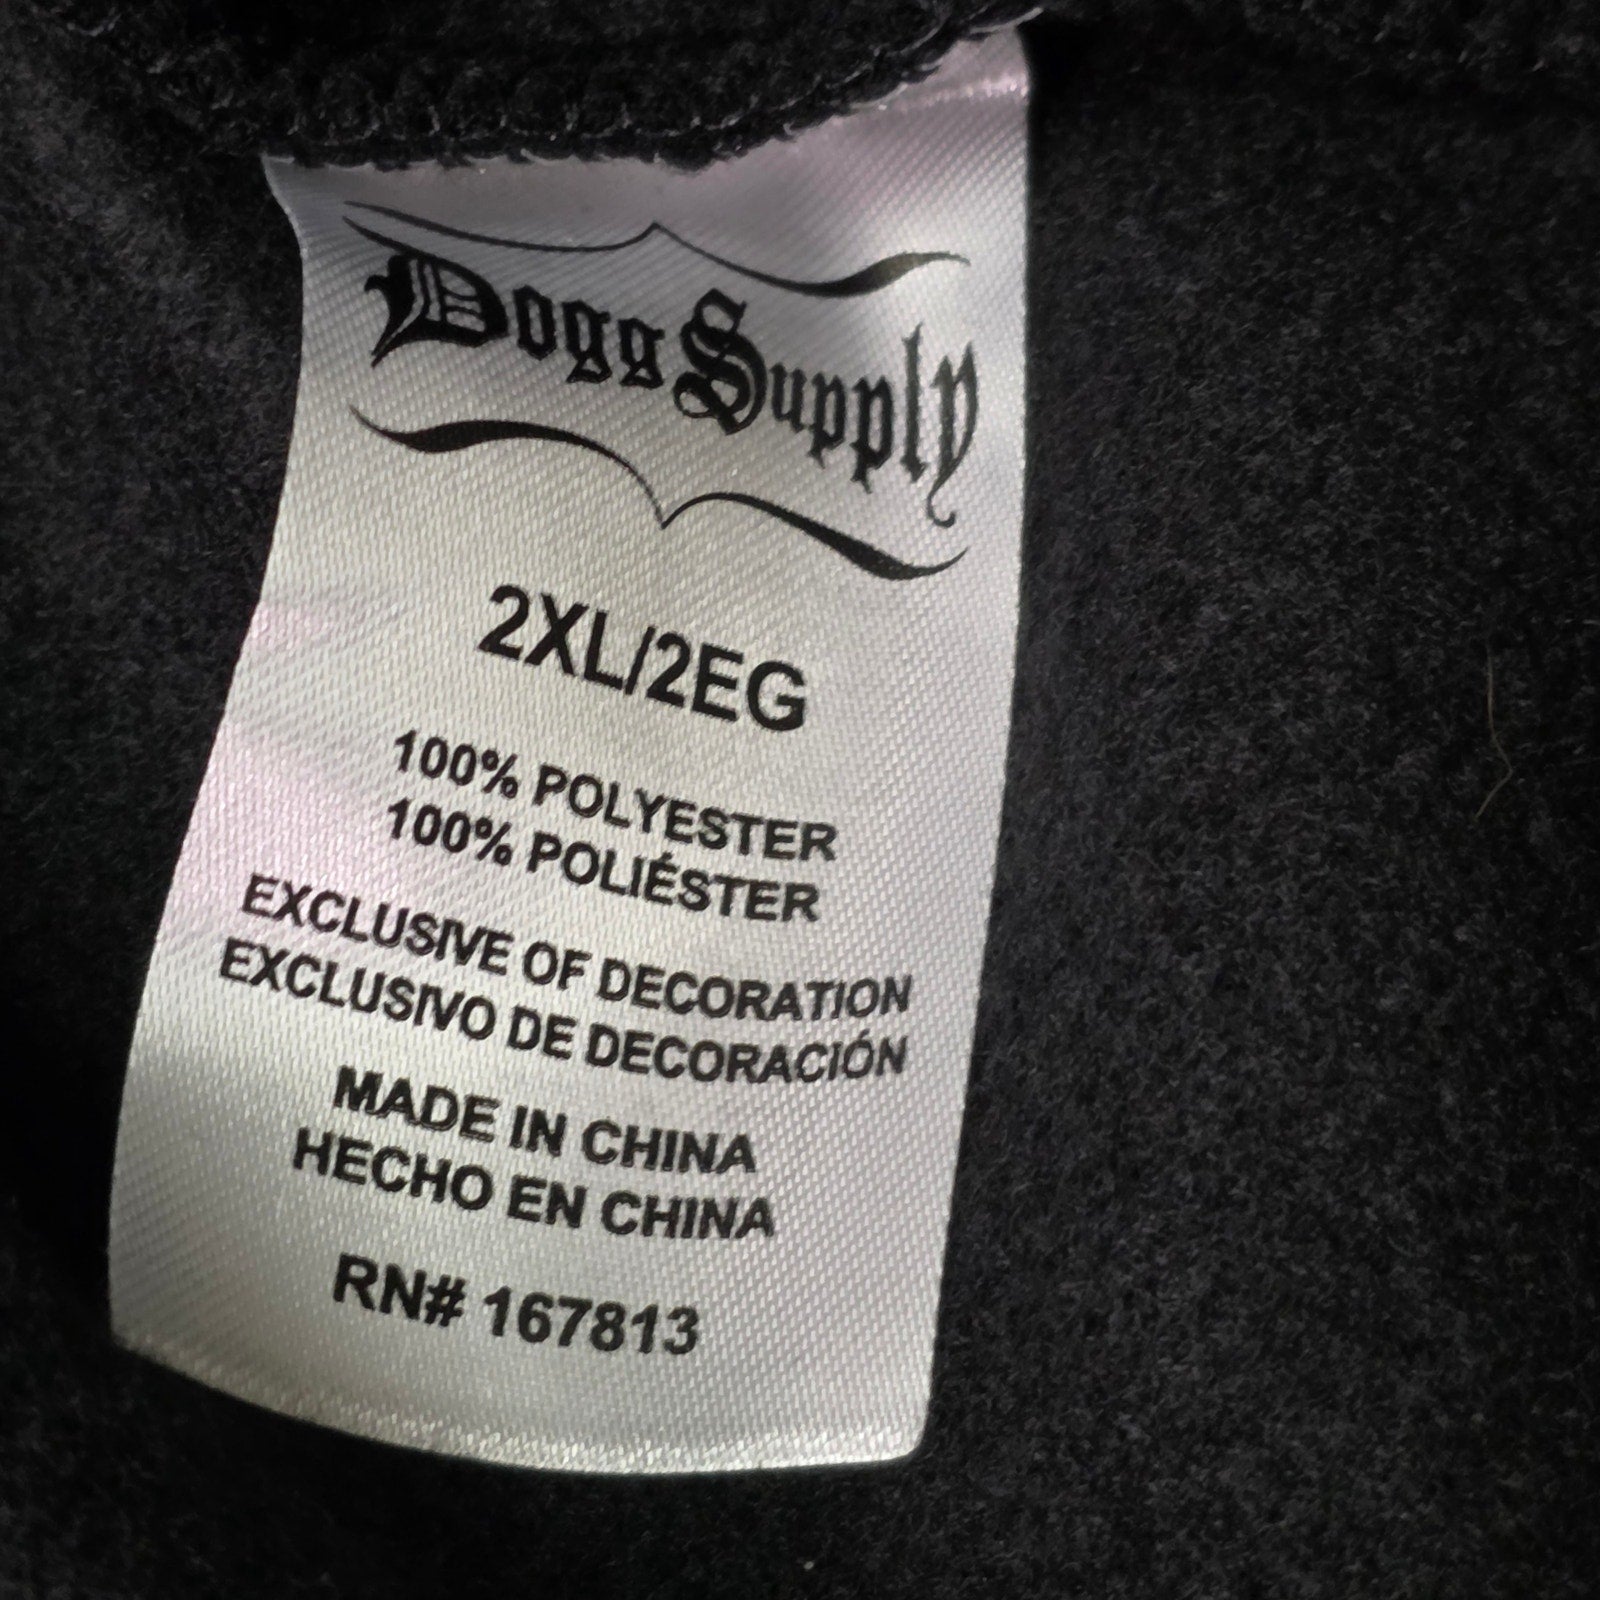 Dogg Supply
2XL/2EG
100% POLYESTER
100% POLIÉSTER
EXCLUSIVE OF DECORATION
EXCLUSIVO DE DECORACIÓN
MADE IN CHINA
HECHO EN CHINA
RN# 167813